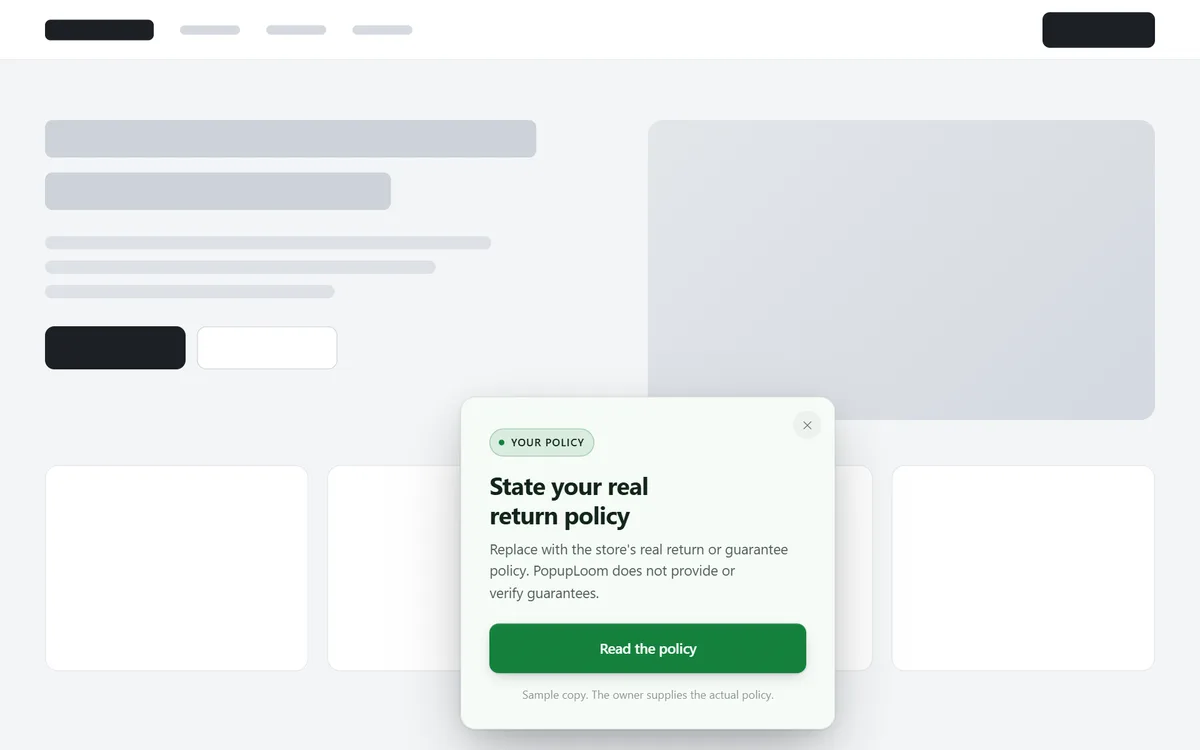 YOUR POLICY
State your real
return policy
Replace with the store's real return or guarantee
policy. PopupLoom does not provide or
verify guarantees.
Read the policy
Sample copy. The owner supplies the actual policy.